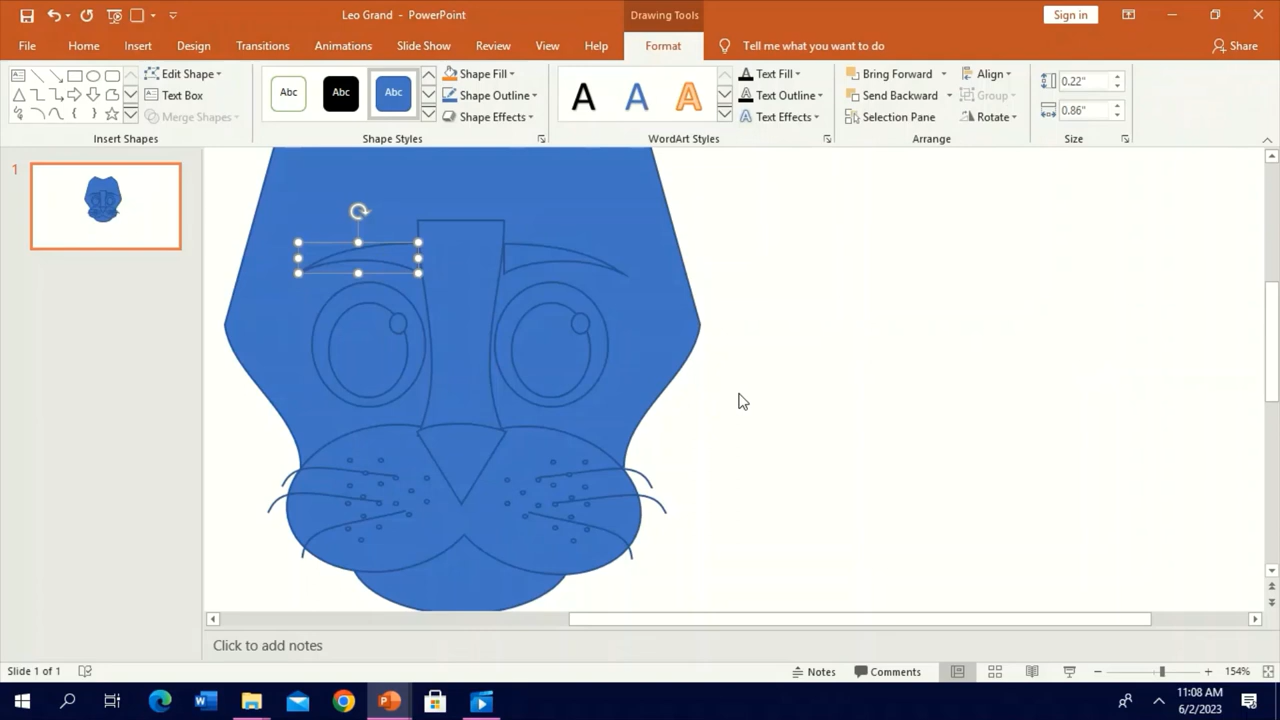 Leo Grand - PowerPoint
Drawing Tools
Sign in
File
Home
Insert
Design
Transitions
Animations
Slide Show
Review
View
Help
Format
Tell me what you want to do
Share
Edit Shape
Text Box
Merge Shapes
Insert Shapes
Abc
Abc
Abc
Shape Fill
Shape Outline
Shape Effects
Shape Styles
A
A
A
Text Fill
Text Outline
Text Effects
WordArt Styles
Bring Forward
Send Backward
Selection Pane
Align
Group
Rotate
Arrange
0.22"
0.86"
Size
1
Click to add notes
Slide 1 of 1
Notes
Comments
154%
11:08 AM
6/2/2023